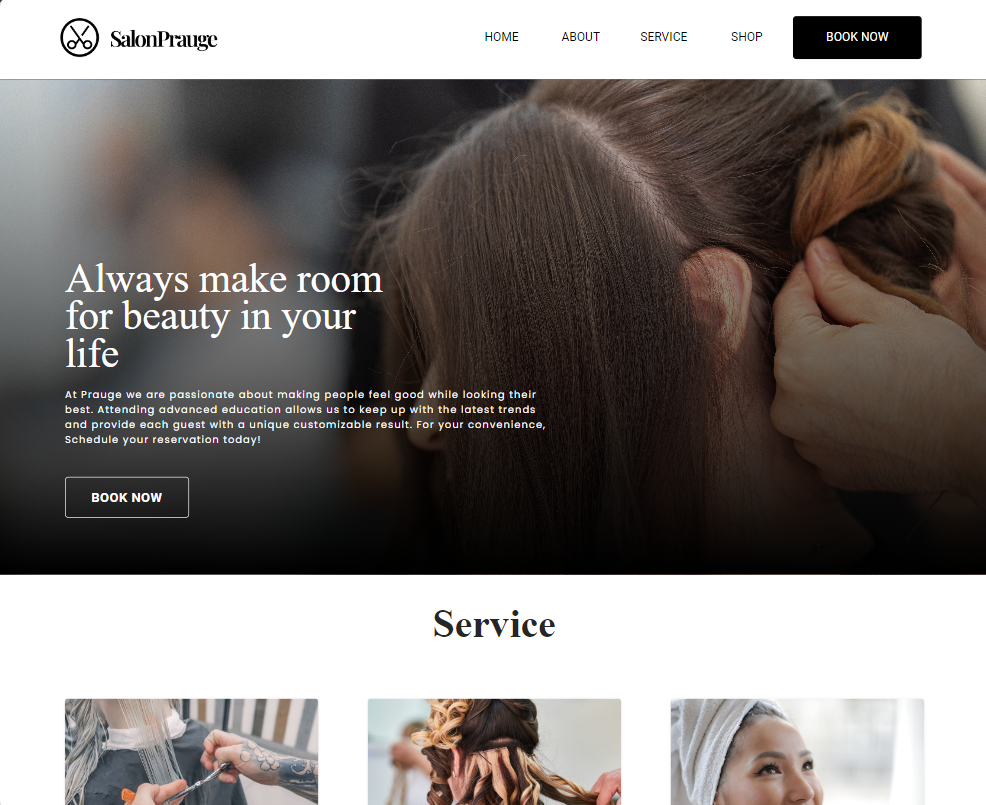 SalonPrauge
HOME ABOUT SERVICE SHOP BOOK NOW
Always make room
for beauty in your
life
At Prauge we are passionate about making people feel good while looking their
best. Attending advanced education allows us to keep up with the latest trends
and provide each guest with a unique customizable result. For your convenience,
Schedule your reservation today!
BOOK NOW
Service